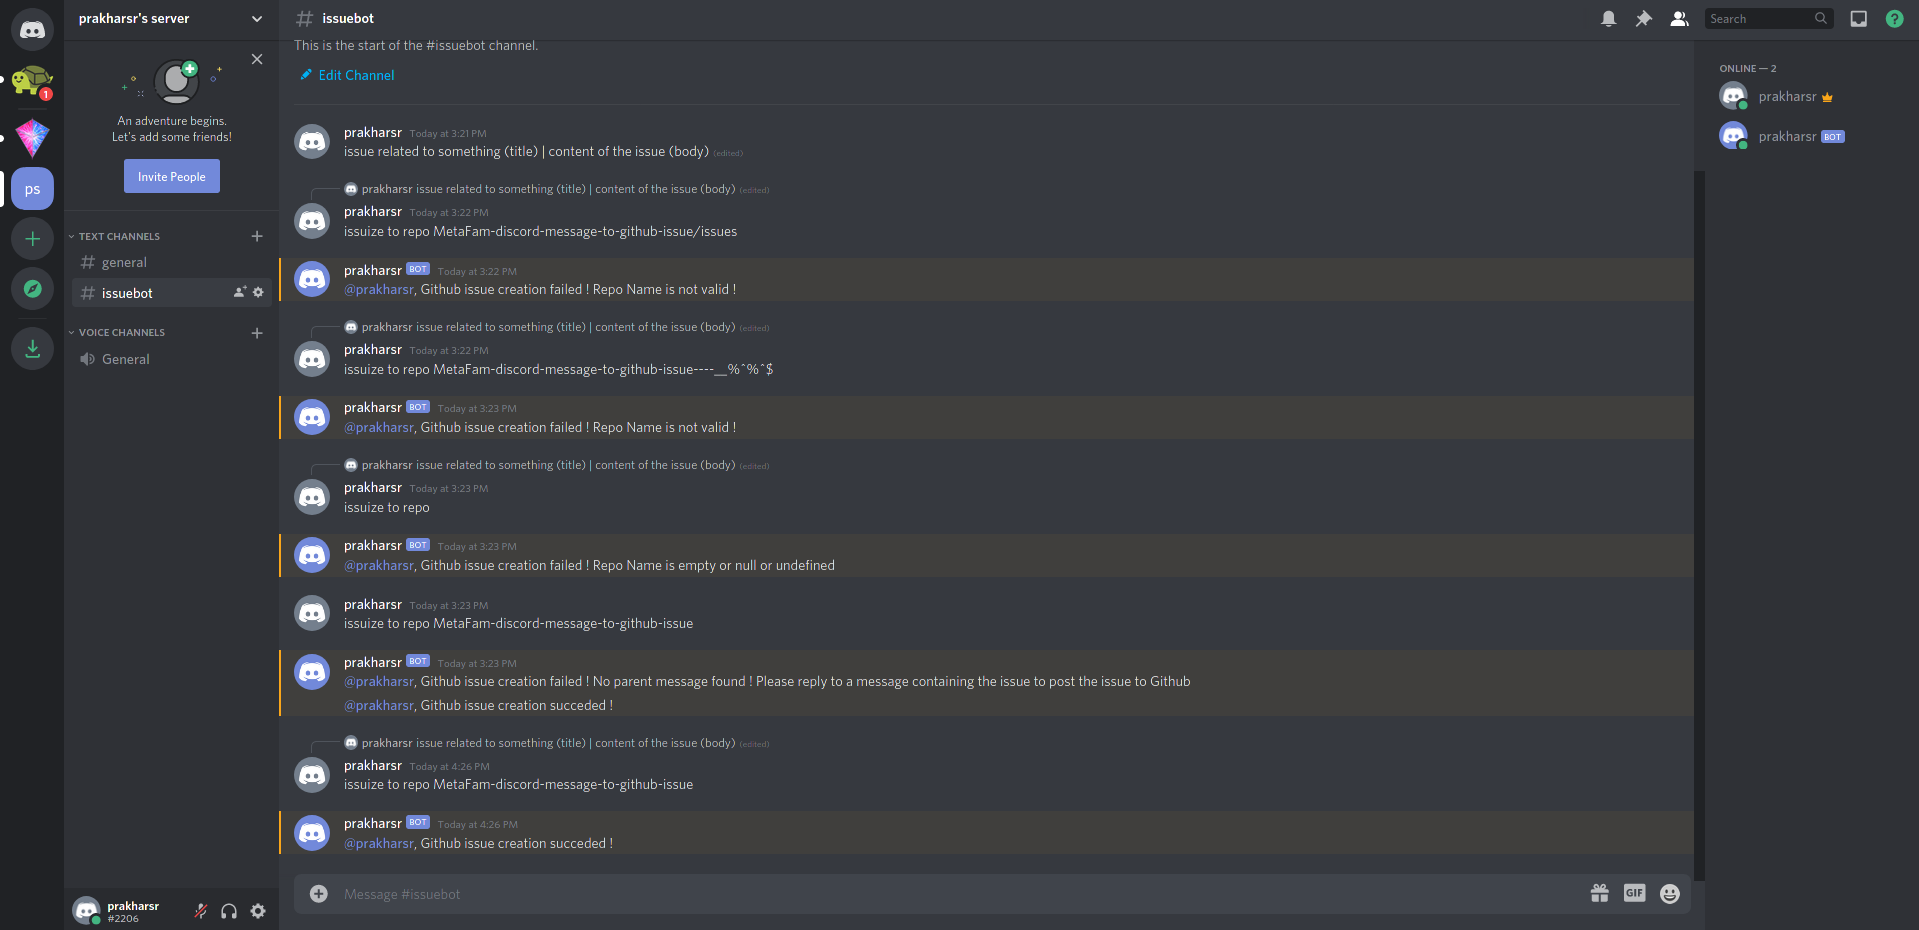 prakharsr's server
An adventure begins.
Let's add some friends!
Invite People
TEXT CHANNELS
general
issuebot
VOICE CHANNELS
General
prakharsr
#2206
1
ps
# issuebot
Search
?
This is the start of the #issuebot channel.
Edit Channel
prakharsr Today at 3:21 PM
issue related to something (title) | content of the issue (body) (edited)
prakharsr issue related to something (title) | content of the issue (body) (edited)
prakharsr Today at 3:22 PM
issuize to repo MetaFam-discord-message-to-github-issue/issues
prakharsr BOT Today at 3:22 PM
@prakharsr, Github issue creation failed ! Repo Name is not valid !
prakharsr issue related to something (title) | content of the issue (body) (edited)
prakharsr Today at 3:22 PM
issuize to repo MetaFam-discord-message-to-github-issue----__%^%^$
prakharsr BOT Today at 3:23 PM
@prakharsr, Github issue creation failed ! Repo Name is not valid !
prakharsr issue related to something (title) | content of the issue (body) (edited)
prakharsr Today at 3:23 PM
issuize to repo
prakharsr BOT Today at 3:23 PM
@prakharsr, Github issue creation failed ! Repo Name is empty or null or undefined
prakharsr Today at 3:23 PM
issuize to repo MetaFam-discord-message-to-github-issue
prakharsr BOT Today at 3:23 PM
@prakharsr, Github issue creation failed ! No parent message found ! Please reply to a message containing the issue to post the issue to Github
@prakharsr, Github issue creation succeded !
prakharsr issue related to something (title) | content of the issue (body) (edited)
prakharsr Today at 4:26 PM
issuize to repo MetaFam-discord-message-to-github-issue
prakharsr BOT Today at 4:26 PM
@prakharsr, Github issue creation succeded !
Message #issuebot
GIF
ONLINE — 2
prakharsr
prakharsr BOT